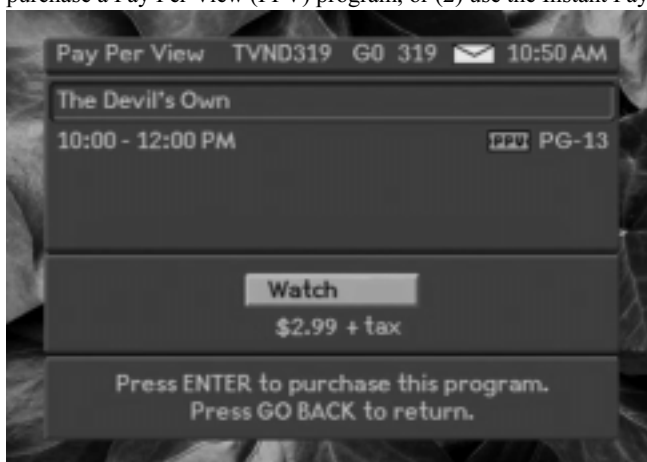 purchase a Pay Per View (PPV) program, or (2) use the Instant Pay
Pay Per View TVND319 GO 319 10:50 AM
The Devil's Own
10:00 - 12:00 PM PPV PG-13
Watch
$2.99 + tax
Press ENTER to purchase this program.
Press GO BACK to return.